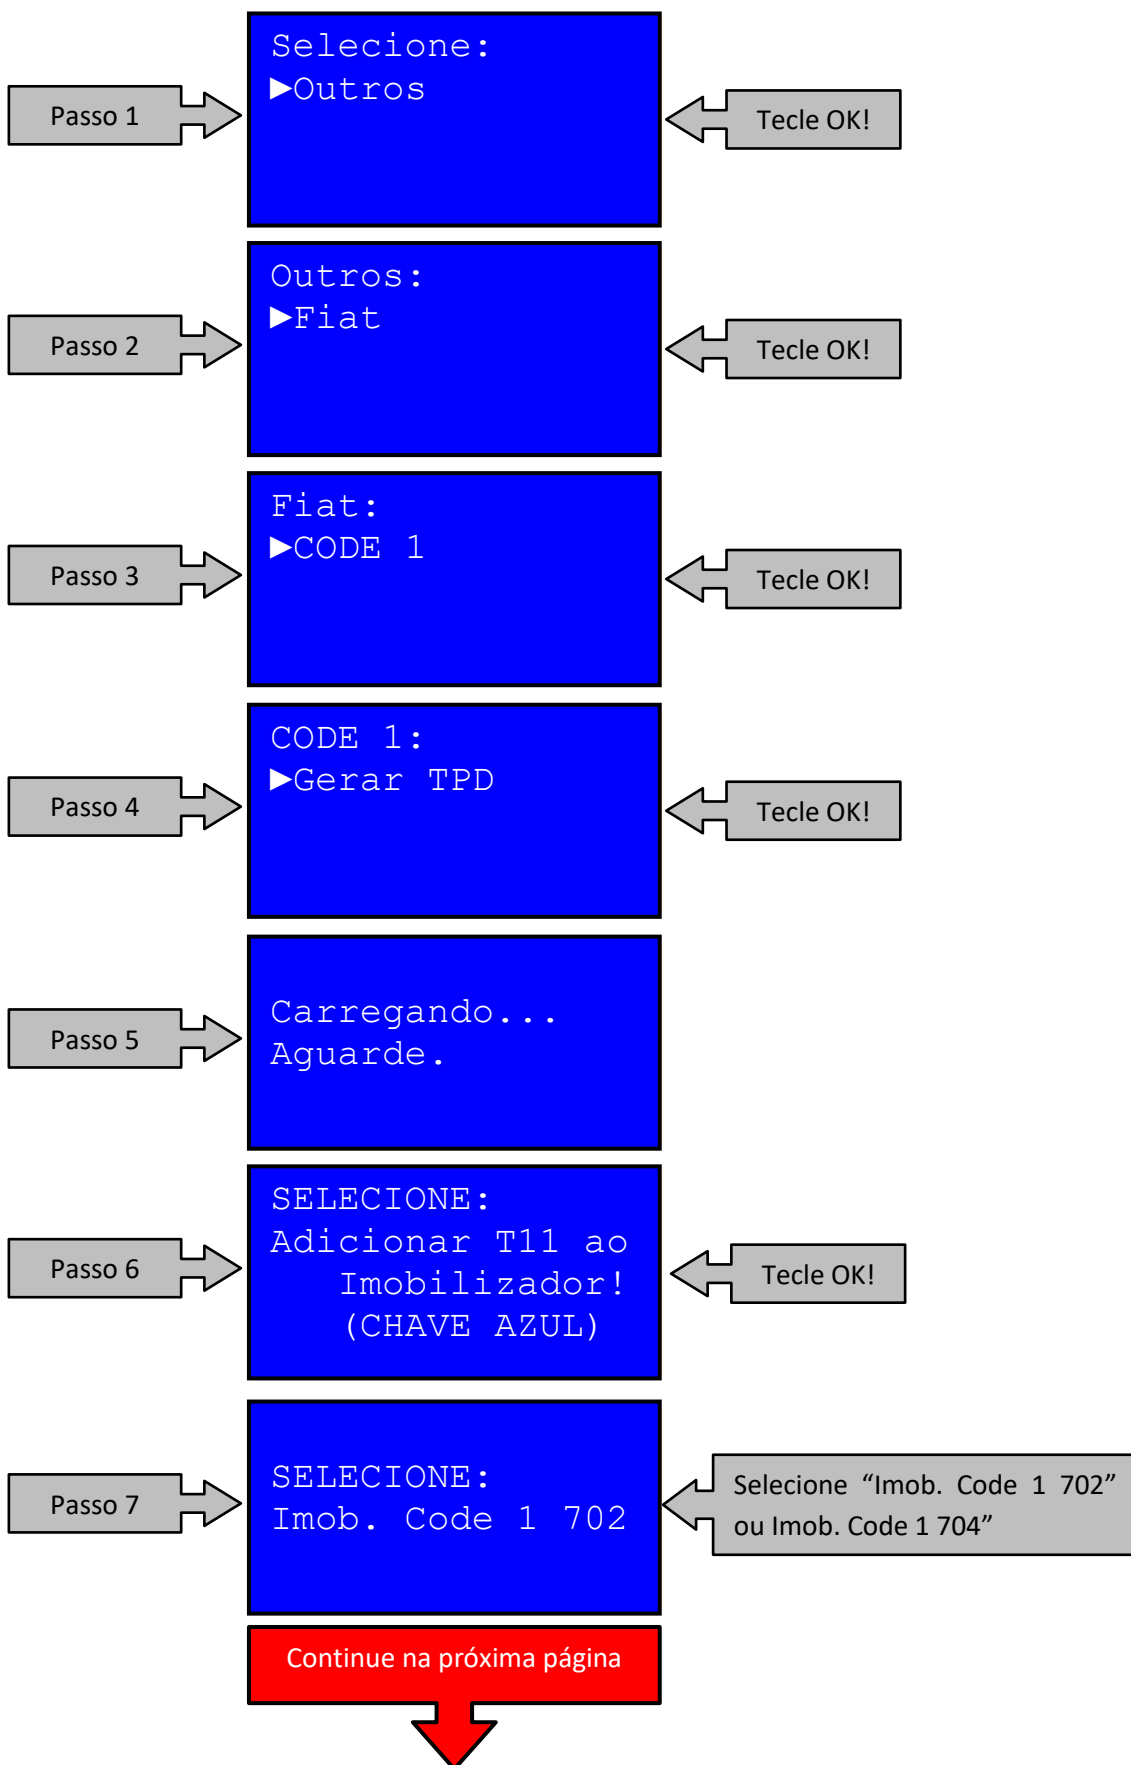 Selecione:
►Outros
Passo 1
Tecle OK!
Outros:
►Fiat
Passo 2
Tecle OK!
Fiat:
►CODE 1
Passo 3
Tecle OK!
CODE 1:
►Gerar TPD
Passo 4
Tecle OK!
Carregando...
Aguarde.
Passo 5
SELECIONE:
Adicionar T11 ao
Imobilizador!
(CHAVE AZUL)
Passo 6
Tecle OK!
SELECIONE:
Imob. Code 1 702
Passo 7
Selecione “Imob. Code 1 702”
ou Imob. Code 1 704”
Continue na próxima página